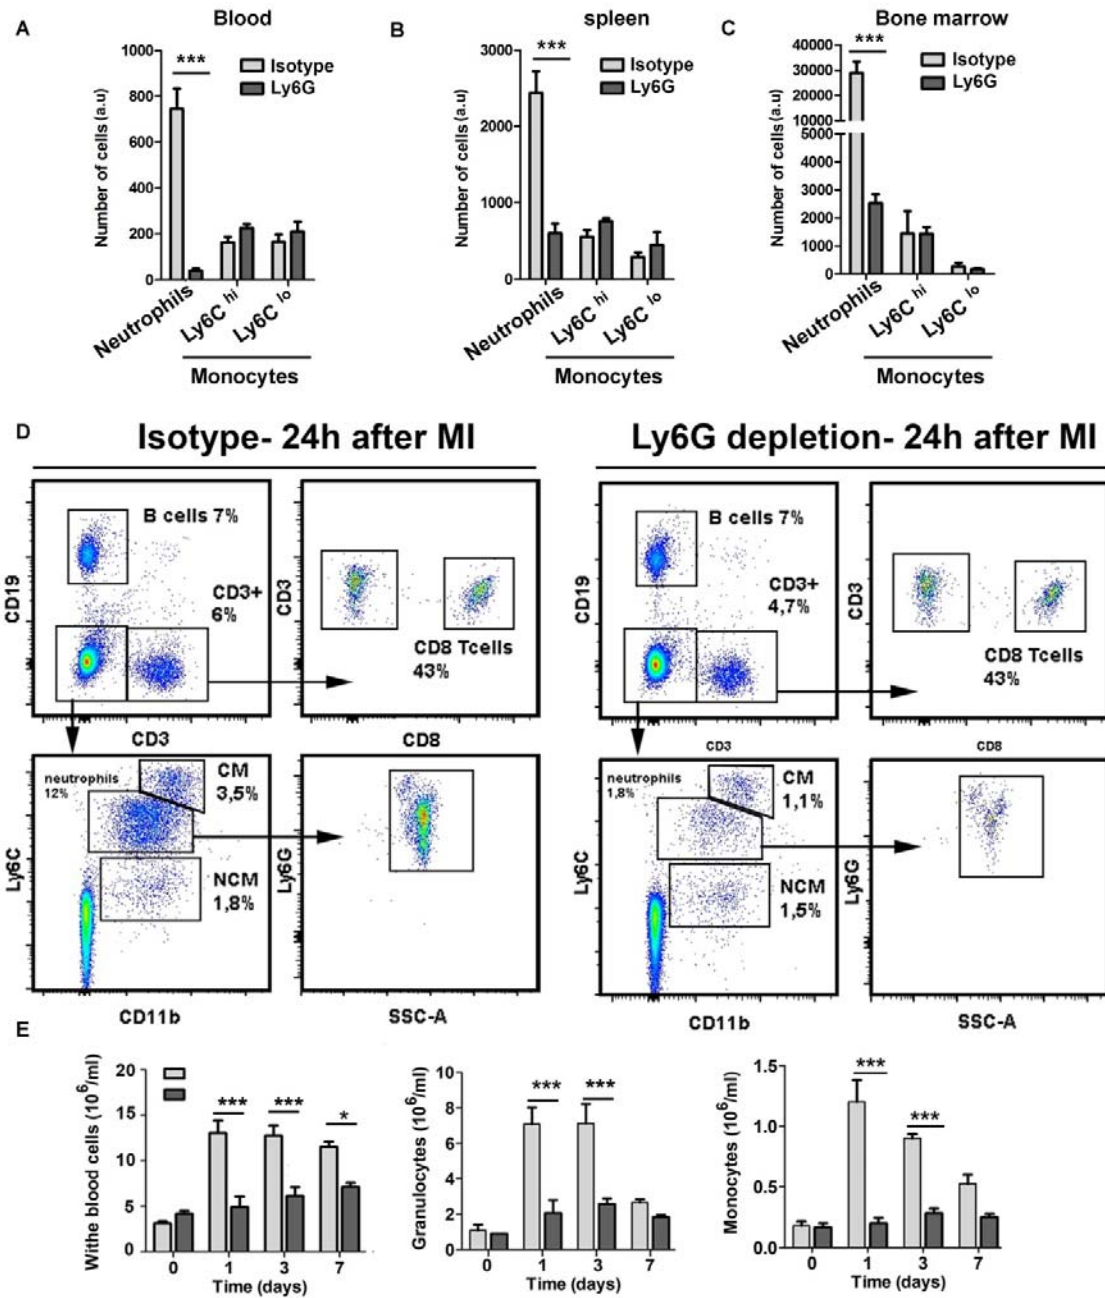 A
Blood
Number of cells (a.u)
1000
800
600
400
200
0
***
Isotype
Ly6G
Neutrophils
Ly6C hi
Ly6C lo
Monocytes
B
spleen
Number of cells (a.u)
3000
2000
1000
0
***
Isotype
Ly6G
Neutrophils
Ly6C hi
Ly6C lo
Monocytes
C
Bone marrow
Number of cells (a.u)
40000
30000
20000
10000
5000
4000
3000
2000
1000
0
***
Isotype
Ly6G
Neutrophils
Ly6C hi
Ly6C lo
Monocytes
D
Isotype- 24h after MI
CD19
B cells 7%
CD3+
6%
CD3
CD3
CD8 Tcells
43%
CD8
Ly6C
neutrophils
12%
CM
3,5%
NCM
1,8%
CD11b
Ly6G
SSC-A
Ly6G depletion- 24h after MI
CD19
B cells 7%
CD3+
4,7%
CD3
CD3
CD8 Tcells
43%
CD8
Ly6C
neutrophils
1,8%
CM
1,1%
NCM
1,5%
CD11b
Ly6G
SSC-A
E
Withe blood cells (10^6/ml)
20
15
10
5
0
***
***
*
0 1 3 7
Time (days)
Granulocytes (10^6/ml)
10
8
6
4
2
0
***
***
0 1 3 7
Time (days)
Monocytes (10^6/ml)
1.5
1.0
0.5
0.0
***
***
0 1 3 7
Time (days)